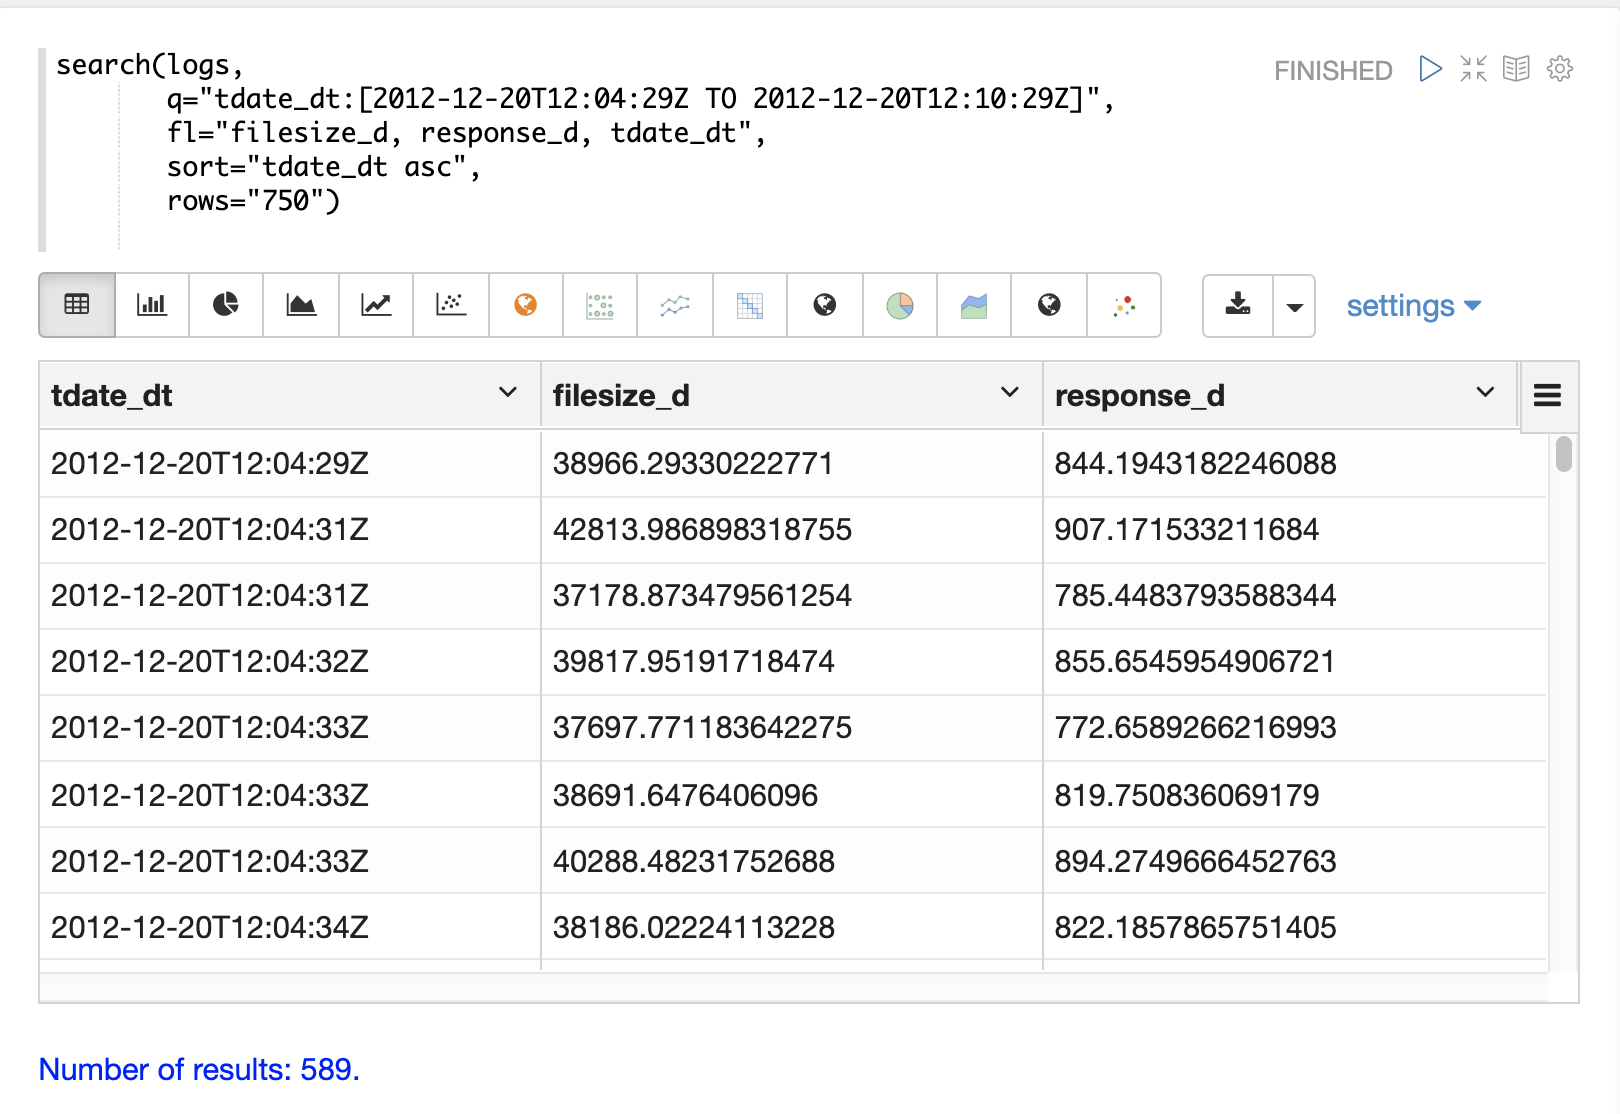 search(logs,
FINISHED
q="tdate_dt:[2012-12-20T12:04:29Z TO 2012-12-20T12:10:29Z]",
fl="filesize_d, response_d, tdate_dt",
sort="tdate_dt asc",
rows="750")
settings
tdate_dt filesize_d response_d
2012-12-20T12:04:29Z 38966.29330222771 844.1943182246088
2012-12-20T12:04:31Z 42813.986898318755 907.171533211684
2012-12-20T12:04:31Z 37178.873479561254 785.4483793588344
2012-12-20T12:04:32Z 39817.95191718474 855.6545954906721
2012-12-20T12:04:33Z 37697.771183642275 772.6589266216993
2012-12-20T12:04:33Z 38691.6476406096 819.750836069179
2012-12-20T12:04:33Z 40288.48231752688 894.2749666452763
2012-12-20T12:04:34Z 38186.02224113228 822.1857865751405
Number of results: 589.